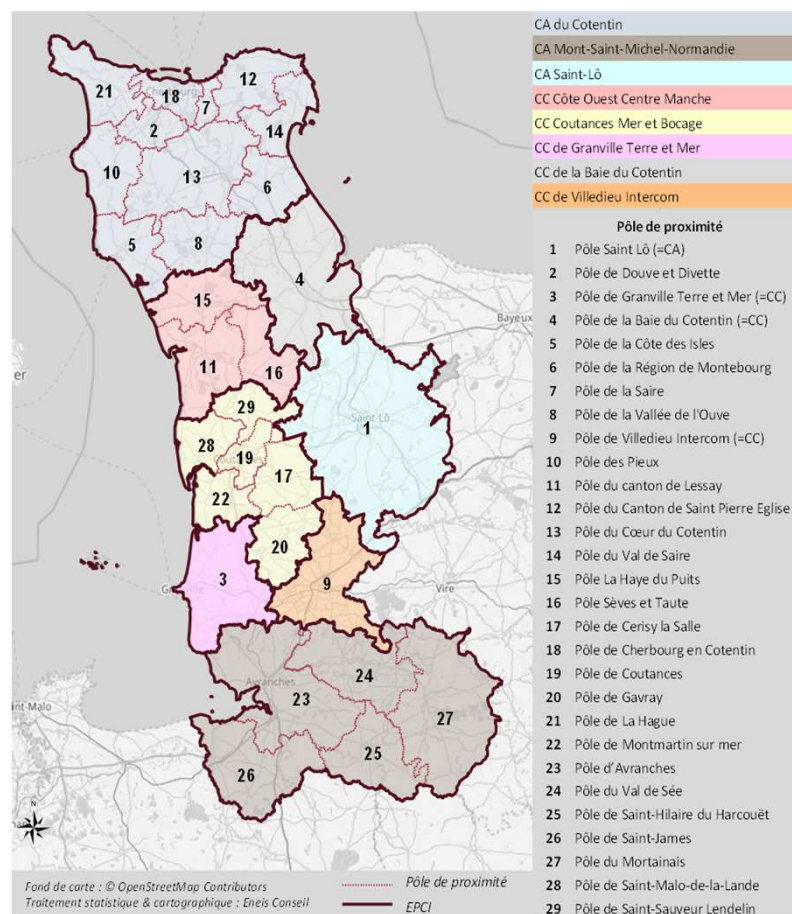 CA du Cotentin
CA Mont-Saint-Michel-Normandie
CA Saint-Lô
CC Côte Ouest Centre Manche
CC Coutances Mer et Bocage
CC de Granville Terre et Mer
CC de la Baie du Cotentin
CC de Villedieu Intercom
Pôle de proximité
1 Pôle Saint Lô (=CA)
2 Pôle de Douve et Divette
3 Pôle de Granville Terre et Mer (=CC)
4 Pôle de la Baie du Cotentin (=CC)
5 Pôle de la Côte des Isles
6 Pôle de la Région de Montebourg
7 Pôle de la Saire
8 Pôle de la Vallée de l'Ouve
9 Pôle de Villedieu Intercom (=CC)
10 Pôle des Pieux
11 Pôle du canton de Lessay
12 Pôle du Canton de Saint Pierre Eglise
13 Pôle du Cœur du Cotentin
14 Pôle du Val de Saire
15 Pôle La Haye du Puits
16 Pôle Sèves et Taute
17 Pôle de Cerisy la Salle
18 Pôle de Cherbourg en Cotentin
19 Pôle de Coutances
20 Pôle de Gavray
21 Pôle de La Hague
22 Pôle de Montmartin sur mer
23 Pôle d'Avranches
24 Pôle du Val de Sée
25 Pôle de Saint-Hilaire du Harcouët
26 Pôle de Saint-James
27 Pôle du Mortainais
28 Pôle de Saint-Malo-de-la-Lande
29 Pôle de Saint-Sauveur Lendelin
21
18
12
7
2
14
10
13
6
5
8
4
15
Bayeux
er
11
16
29
Saint-Lô
1
28
19
17
22
20
3
9
Vire
24
Avranches
23
27
int-Malo
25
26
N
Fond de carte : © OpenStreetMap Contributors
Traitement statistique & cartographique : Eneis Conseil
Pôle de proximité
EPCI